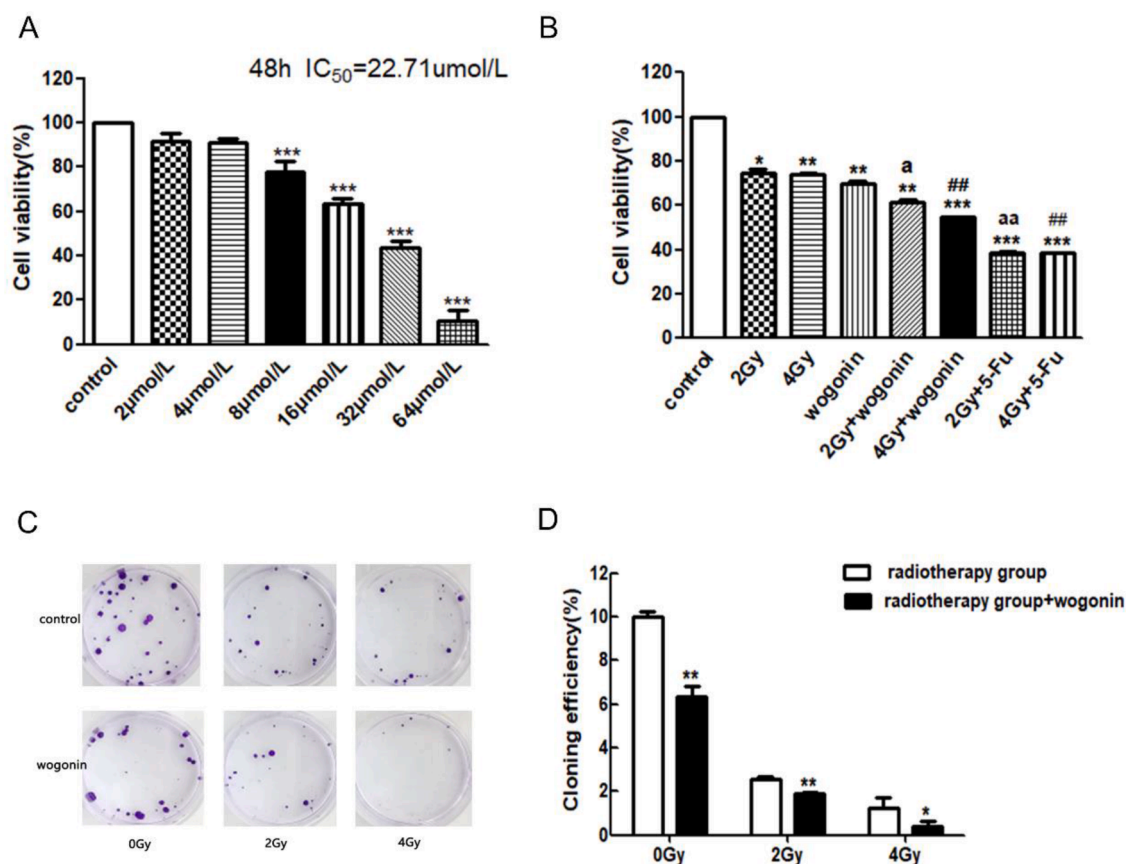 A
48h IC50=22.71umol/L
Cell viability(%)
120
100
80
60
40
20
0
***
***
***
***
control
2μmol/L
4μmol/L
8μmol/L
16μmol/L
32μmol/L
64μmol/L
B
Cell viability(%)
120
100
80
60
40
20
0
*
**
**
a
**
##
***
aa
***
##
***
control
2Gy
4Gy
wogonin
2Gy+wogonin
4Gy+wogonin
2Gy+5-Fu
4Gy+5-Fu
C
control
wogonin
0Gy
2Gy
4Gy
D
Cloning efficiency(%)
12
10
8
6
4
2
0
radiotherapy group
radiotherapy group+wogonin
**
**
*
0Gy
2Gy
4Gy